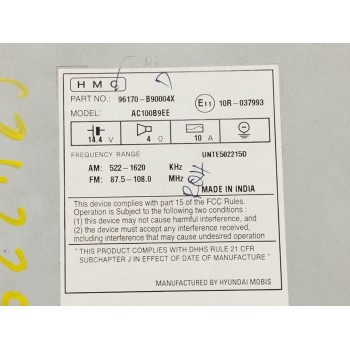 HMC
PART NO.: 96170-B90004X
E11 10R-037993
MODEL: AC100B9EE
14.4 V 4 Ω 10 A
FREQUENCY RANGE UNTE502215D
AM: 522-1620 KHz
FM: 87.5-108.0 MHz
MADE IN INDIA
This device complies with part 15 of the FCC Rules.
Operation is Subject to the following two conditions :
(1) this device may not cause harmful interference, and
(2) the device must accept any interference received,
including interference that may cause undesired
operation.
" THIS PRODUCT COMPLIES WITH DHHS RULE 21 CFR
SUBCHAPTER J IN EFFECT OF DATE OF MANUFACTURE "
MANUFACTURED BY HYUNDAI MOBIS